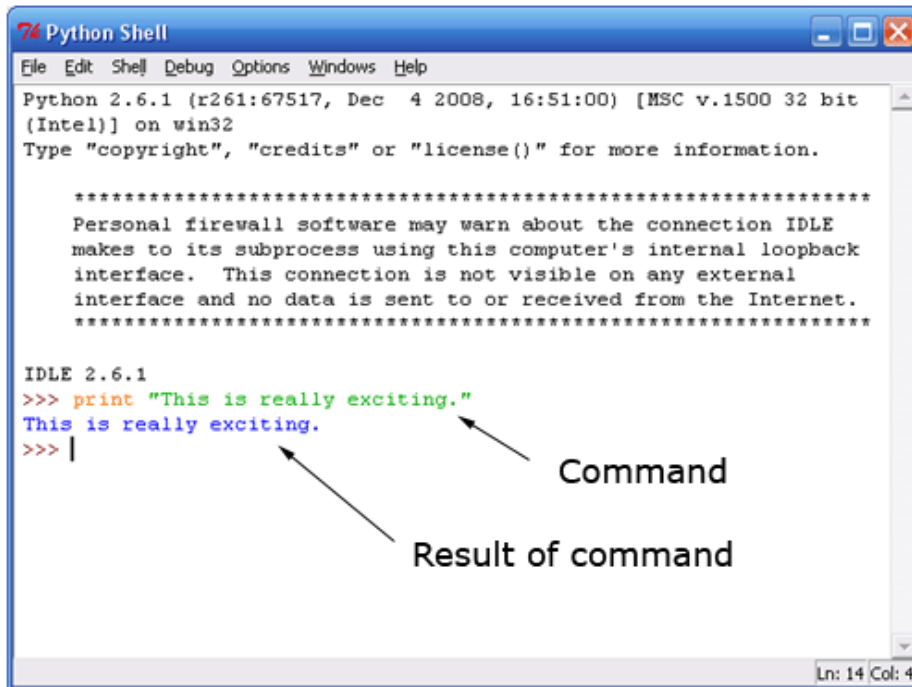 Python Shell
File Edit Shell Debug Options Windows Help
Python 2.6.1 (r261:67517, Dec  4 2008, 16:51:00) [MSC v.1500 32 bit
(Intel)] on win32
Type "copyright", "credits" or "license()" for more information.
****************************************************************
Personal firewall software may warn about the connection IDLE
makes to its subprocess using this computer's internal loopback
interface.  This connection is not visible on any external
interface and no data is sent to or received from the Internet.
****************************************************************
IDLE 2.6.1
>>> print "This is really exciting."
This is really exciting.
>>>
Command
Result of command
Ln: 14 Col: 4